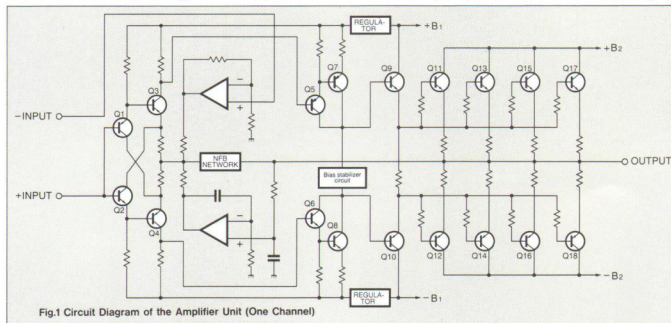 REGULA-
TOR
+B1
+B2
Q3
Q7
Q9
Q11
Q13
Q15
Q17
Q5
−
+
Q1
−INPUT
NFB
NETWORK
OUTPUT
Bias stabilizer
circuit
+INPUT
Q2
Q4
−
+
Q6
Q8
Q10
Q12
Q14
Q16
Q18
−B2
REGULA-
TOR
−B1
Fig.1 Circuit Diagram of the Amplifier Unit (One Channel)